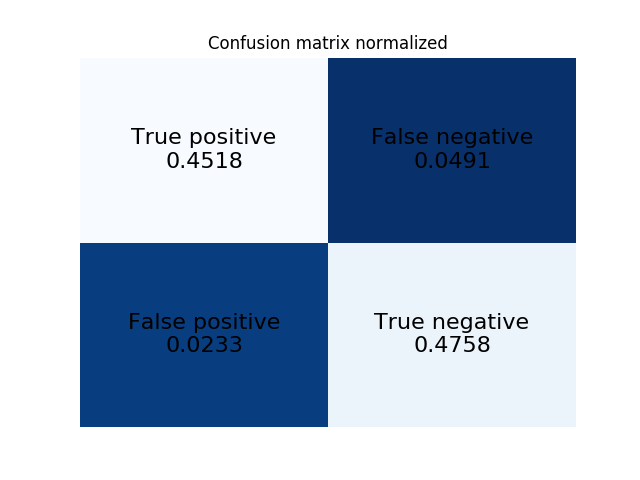 Confusion matrix normalized
True positive
0.4518
False negative
0.0491
False positive
0.0233
True negative
0.4758